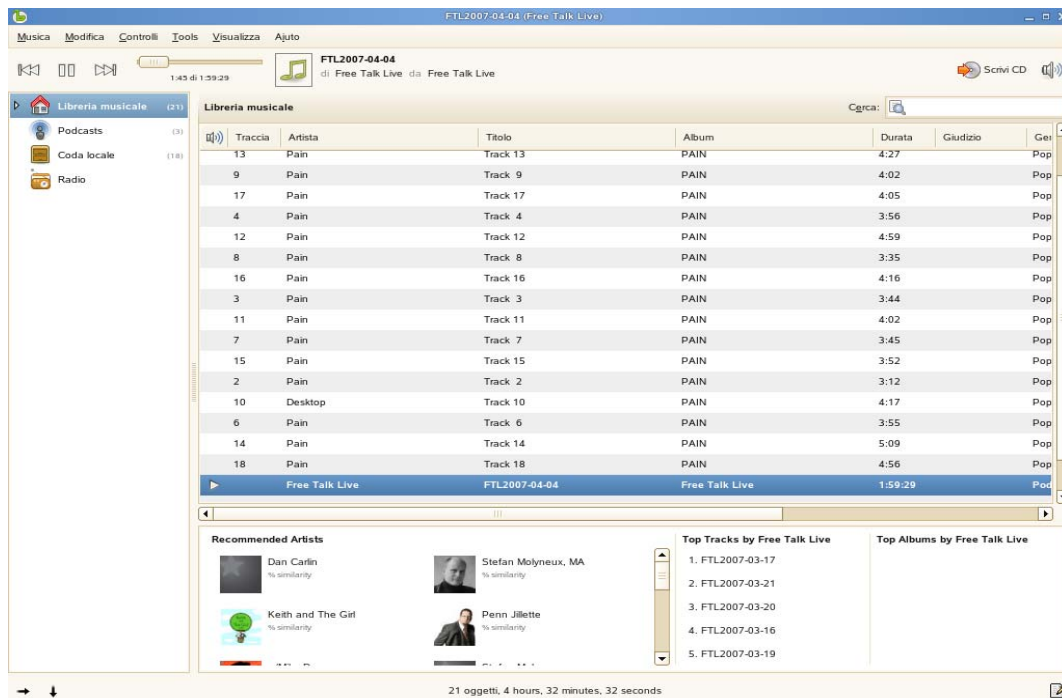 FTL2007-04-04 (Free Talk Live)
Musica Modifica Controlli Tools Visualizza Ajuto
FTL2007-04-04
di Free Talk Live da Free Talk Live
1:45 di 1:59:29
Scrivi CD
Libreria musicale (21)
Podcasts (3)
Coda locale (18)
Radio
Libreria musicale
Cerca:
Traccia Artista Titolo Album Durata Giudizio Ge
13 Pain Track 13 PAIN 4:27 Pop
9 Pain Track 9 PAIN 4:02 Pop
17 Pain Track 17 PAIN 4:05 Pop
4 Pain Track 4 PAIN 3:56 Pop
12 Pain Track 12 PAIN 4:59 Pop
8 Pain Track 8 PAIN 3:35 Pop
16 Pain Track 16 PAIN 4:16 Pop
3 Pain Track 3 PAIN 3:44 Pop
11 Pain Track 11 PAIN 4:02 Pop
7 Pain Track 7 PAIN 3:45 Pop
15 Pain Track 15 PAIN 3:52 Pop
2 Pain Track 2 PAIN 3:12 Pop
10 Desktop Track 10 PAIN 4:17 Pop
6 Pain Track 6 PAIN 3:55 Pop
14 Pain Track 14 PAIN 5:09 Pop
18 Pain Track 18 PAIN 4:56 Pop
Free Talk Live FTL2007-04-04 Free Talk Live 1:59:29 Pod
Recommended Artists
Dan Carlin
% similarity
Stefan Molyneux, MA
% similarity
Keith and The Girl
% similarity
Penn Jillette
% similarity
Top Tracks by Free Talk Live
1. FTL2007-03-17
2. FTL2007-03-21
3. FTL2007-03-20
4. FTL2007-03-16
5. FTL2007-03-19
Top Albums by Free Talk Live
21 oggetti, 4 hours, 32 minutes, 32 seconds